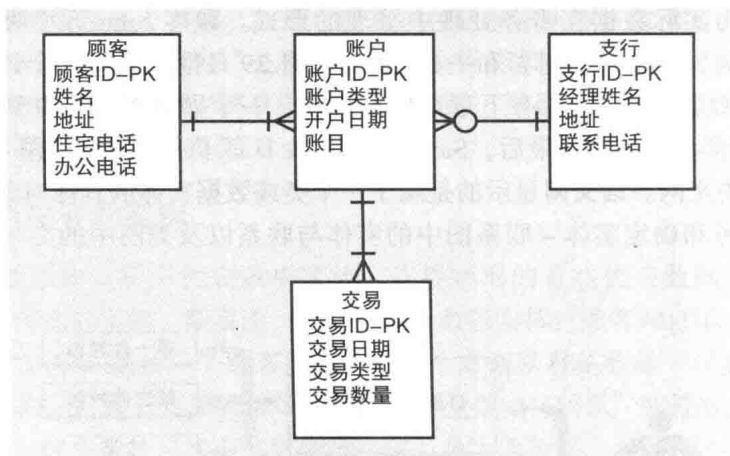 顾客
顾客ID–PK
姓名
地址
住宅电话
办公电话
账户
账户ID–PK
账户类型
开户日期
账目
支行
支行ID–PK
经理姓名
地址
联系电话
交易
交易ID–PK
交易日期
交易类型
交易数量